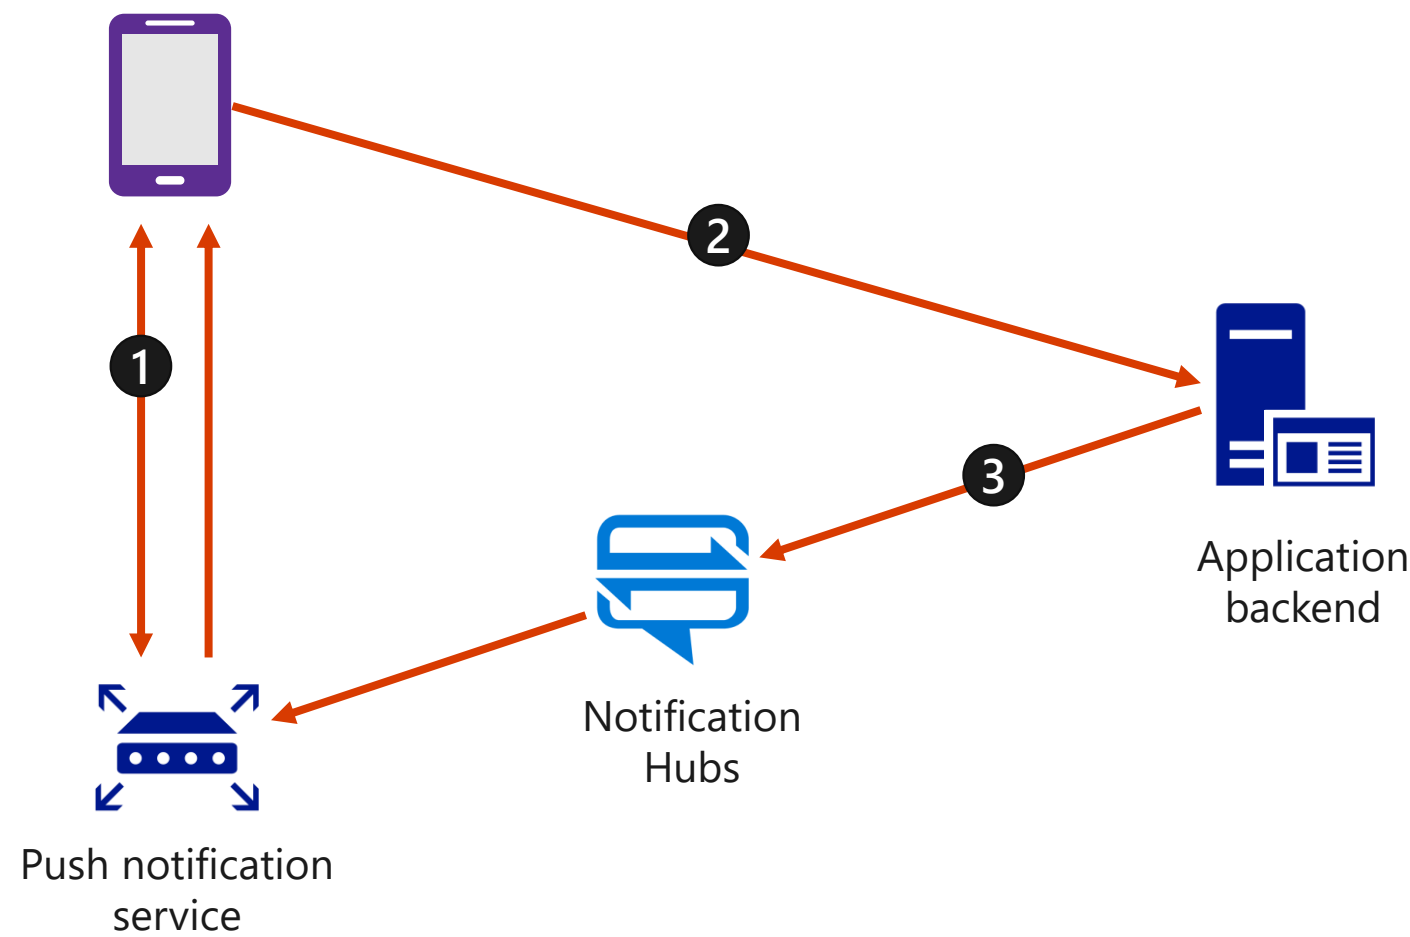 2
1
3
Application
backend
Notification
Hubs
Push notification
service